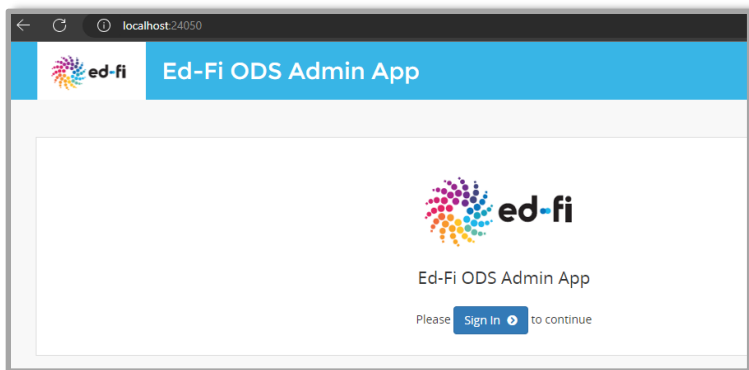 localhost:24050
ed-fi Ed-Fi ODS Admin App
ed-fi
Ed-Fi ODS Admin App
Please Sign In to continue